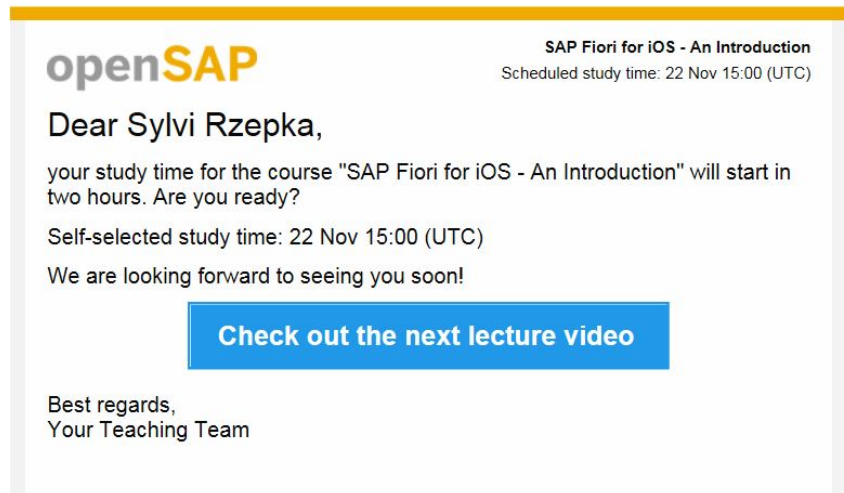 openSAP
SAP Fiori for iOS - An Introduction
Scheduled study time: 22 Nov 15:00 (UTC)
Dear Sylvi Rzepka,
your study time for the course "SAP Fiori for iOS - An Introduction" will start in
two hours. Are you ready?
Self-selected study time: 22 Nov 15:00 (UTC)
We are looking forward to seeing you soon!
Check out the next lecture video
Best regards,
Your Teaching Team